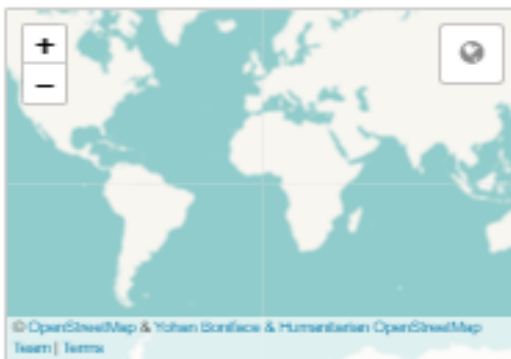 +
−
© OpenStreetMap & Yohan Boniface & Humanitarian OpenStreetMap
Team | Terms